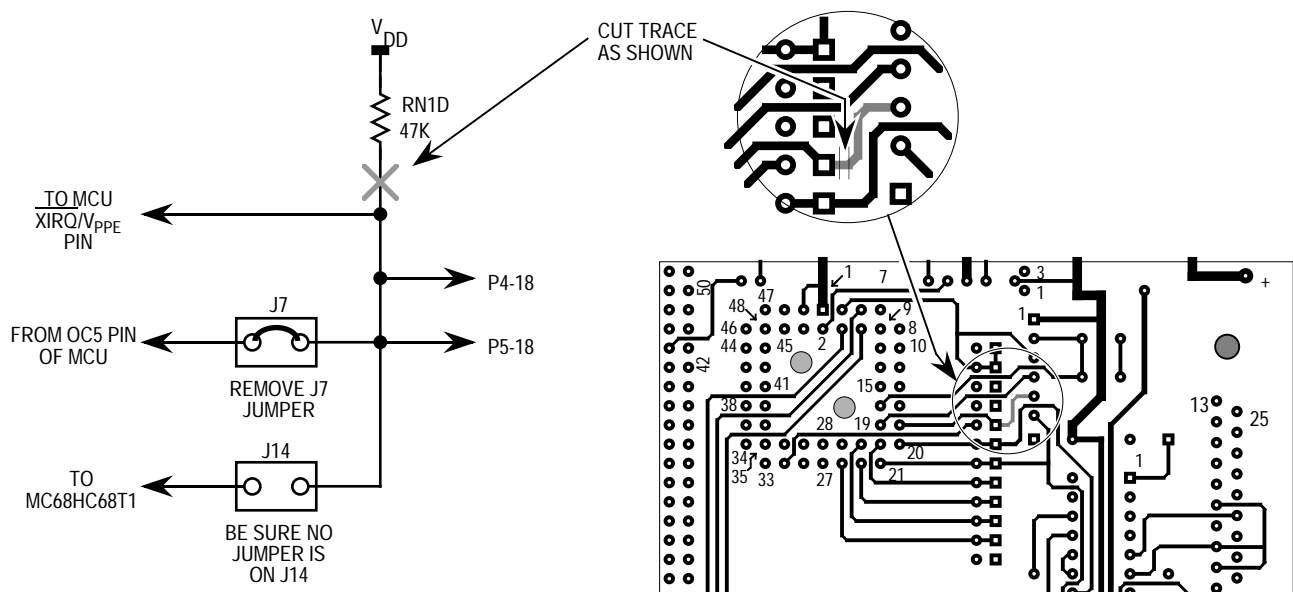 VDD
RN1D
47K
CUT TRACE
AS SHOWN
TO MCU
XIRQ/VPPE
PIN
P4-18
J7
FROM OC5 PIN
OF MCU
P5-18
REMOVE J7
JUMPER
J14
TO
MC68HC68T1
BE SURE NO
JUMPER IS
ON J14
50
47
1
7
3
1
+
48
9
1
46
45
2
8
44
10
42
41
15
38
13
28
19
25
34
20
35
33
27
21
1